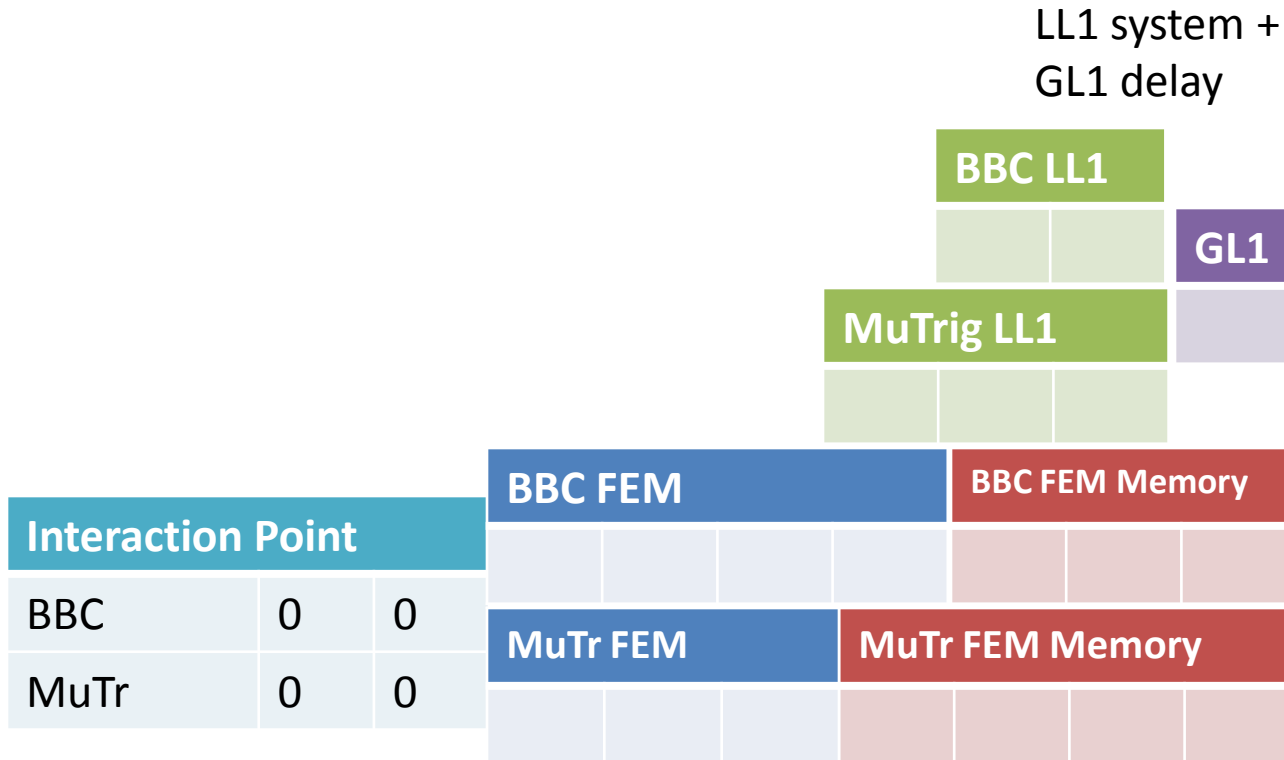 LL1 system +
GL1 delay
BBC LL1
GL1
MuTrig LL1
BBC FEM
BBC FEM Memory
Interaction Point
BBC 0 0
MuTr FEM
MuTr FEM Memory
MuTr 0 0